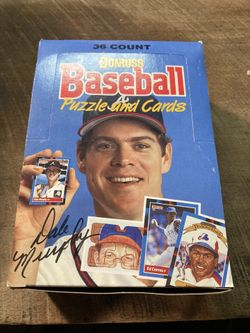 36 COUNT
DONRUSS
Baseball
Puzzle and Cards
Dale
Murphy